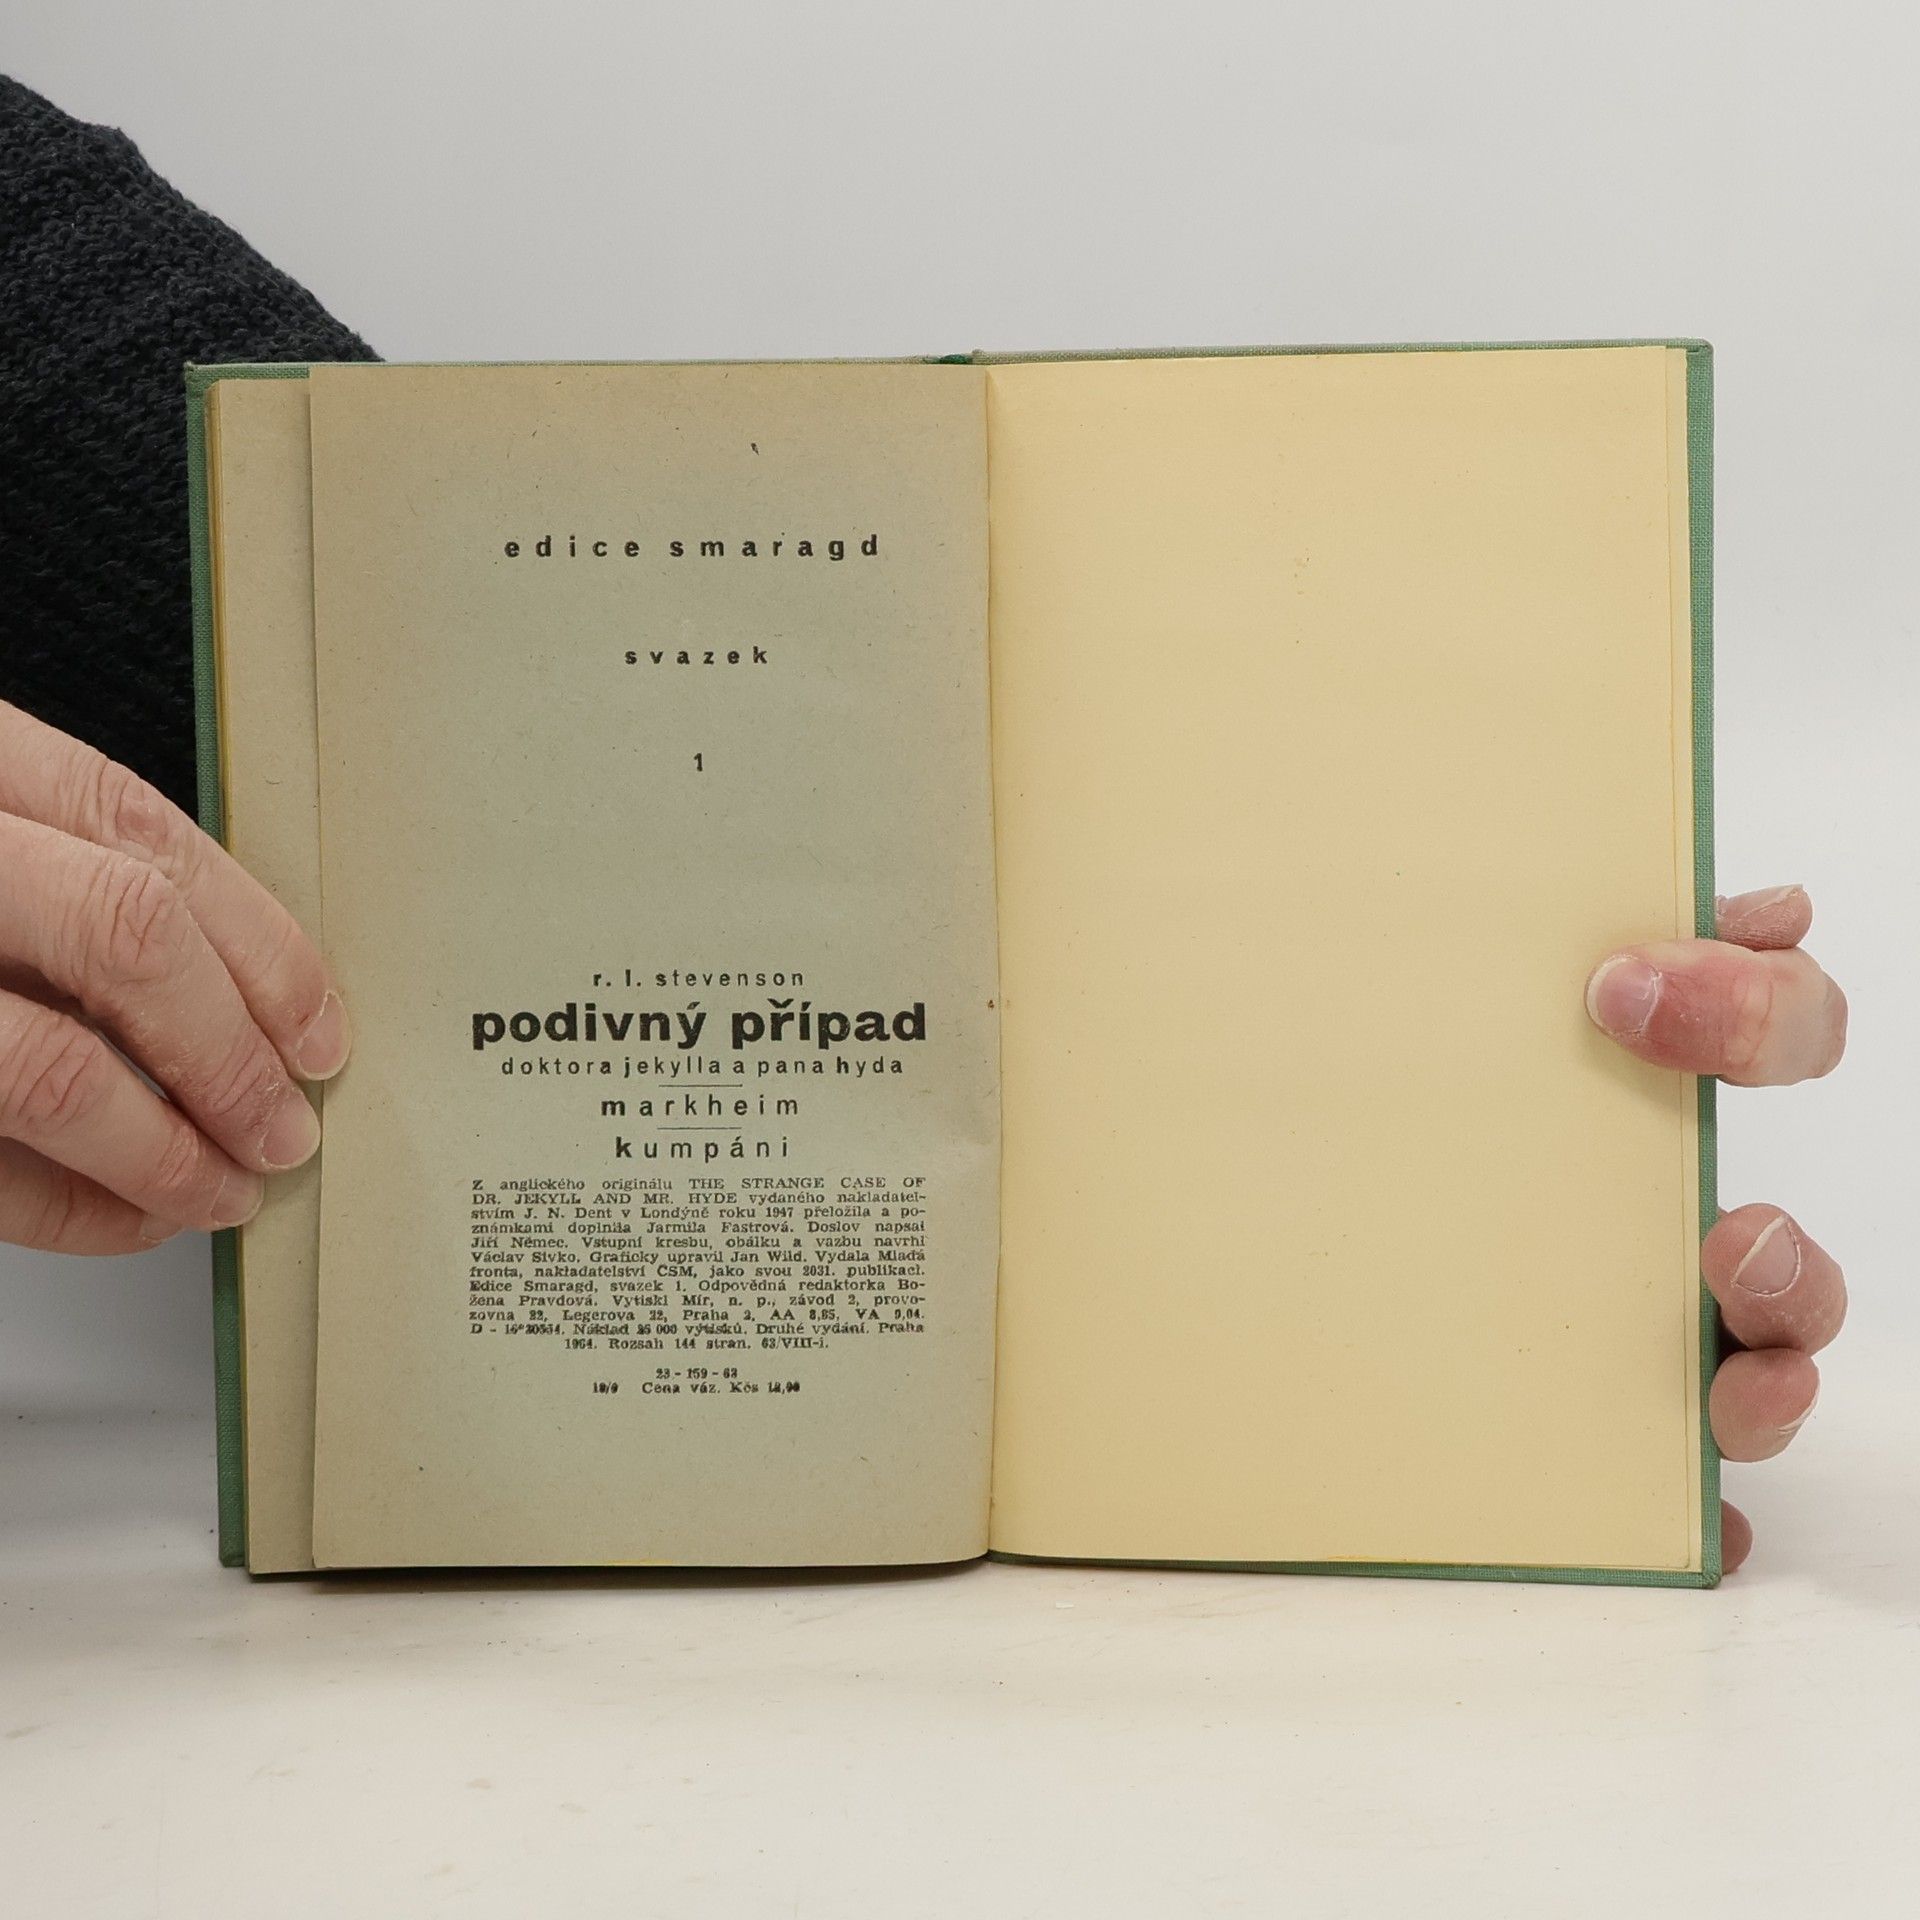 edice smaragd
svazek
1
r. l. stevenson
podivný případ
doktora jekylla a pana hyda
markheim
kumpáni
Z anglického originálu THE STRANGE CASE OF
DR. JEKYLL AND MR. HYDE vydaného nakladatel-
stvím J. N. Dent v Londýně roku 1947 přeložila a po-
známkami doplnila Jarmila Fastrová. Doslov napsal
Jiří Němec. Vstupní kresbu, obálku a vazbu navrhl
Václav Sivko. Graficky upravil Jan Wild. Vydala Mladá
fronta, nakladatelství ČSM, jako svou 2031. publikaci.
Edice Smaragd, svazek 1. Odpovědná redaktorka Bo-
žena Pravdová. Vytiskl Mír, n. p., závod 2, provo-
zovna 22, Legerova 22, Praha 2, AA 8,85, VA 9,04.
D - Náklad 25 000 výtisků. Druhé vydání. Praha
1964. Rozsah 144 stran. 63/VIII-1.
23 - 159 - 63
Cena váz. Kčs